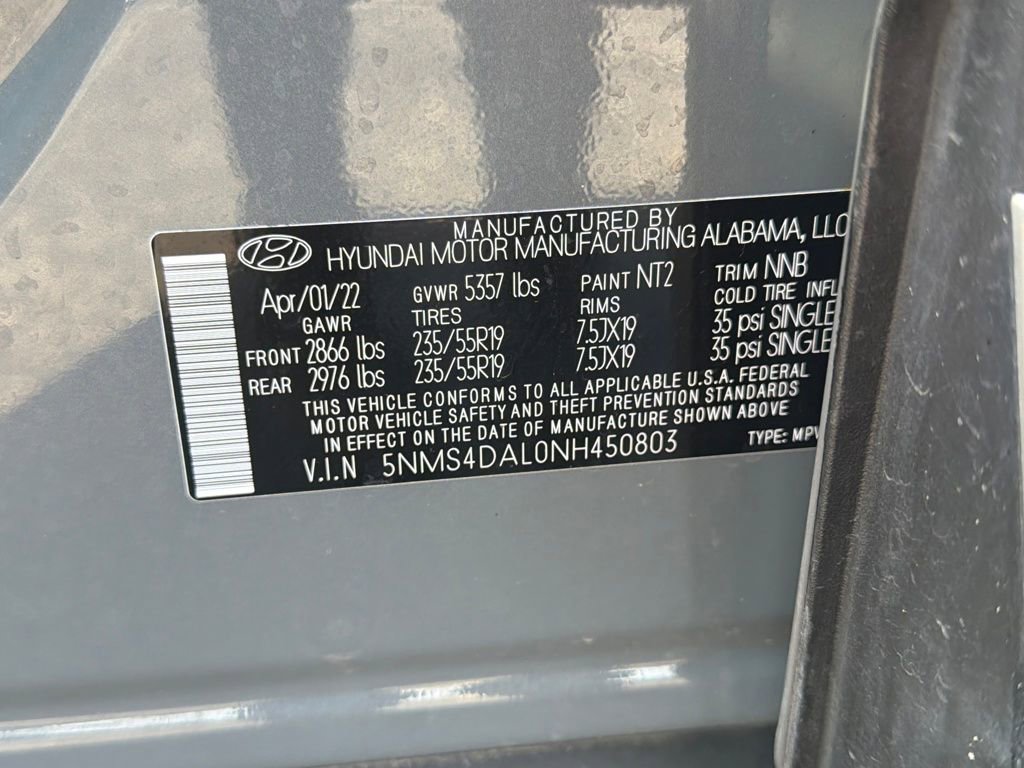 MANUFACTURED BY
HYUNDAI MOTOR MANUFACTURING ALABAMA, LLC
Apr/01/22 GVWR 5357 lbs PAINT NT2 TRIM NNB
GAWR TIRES RIMS COLD TIRE INFL
FRONT 2866 lbs 235/55R19 7.5JX19 35 psi SINGLE
REAR 2976 lbs 235/55R19 7.5JX19 35 psi SINGLE
THIS VEHICLE CONFORMS TO ALL APPLICABLE U.S.A. FEDERAL
MOTOR VEHICLE SAFETY AND THEFT PREVENTION STANDARDS
IN EFFECT ON THE DATE OF MANUFACTURE SHOWN ABOVE
V.I.N 5NMS4DAL0NH450803 TYPE: MPV